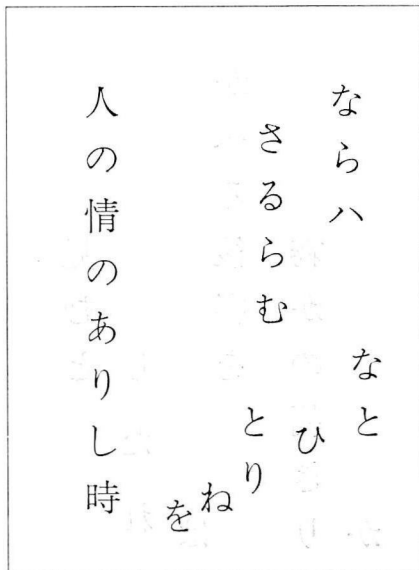 人の情のありし時
なと
ひ
とり
ね
を
ならハ
さるらむ